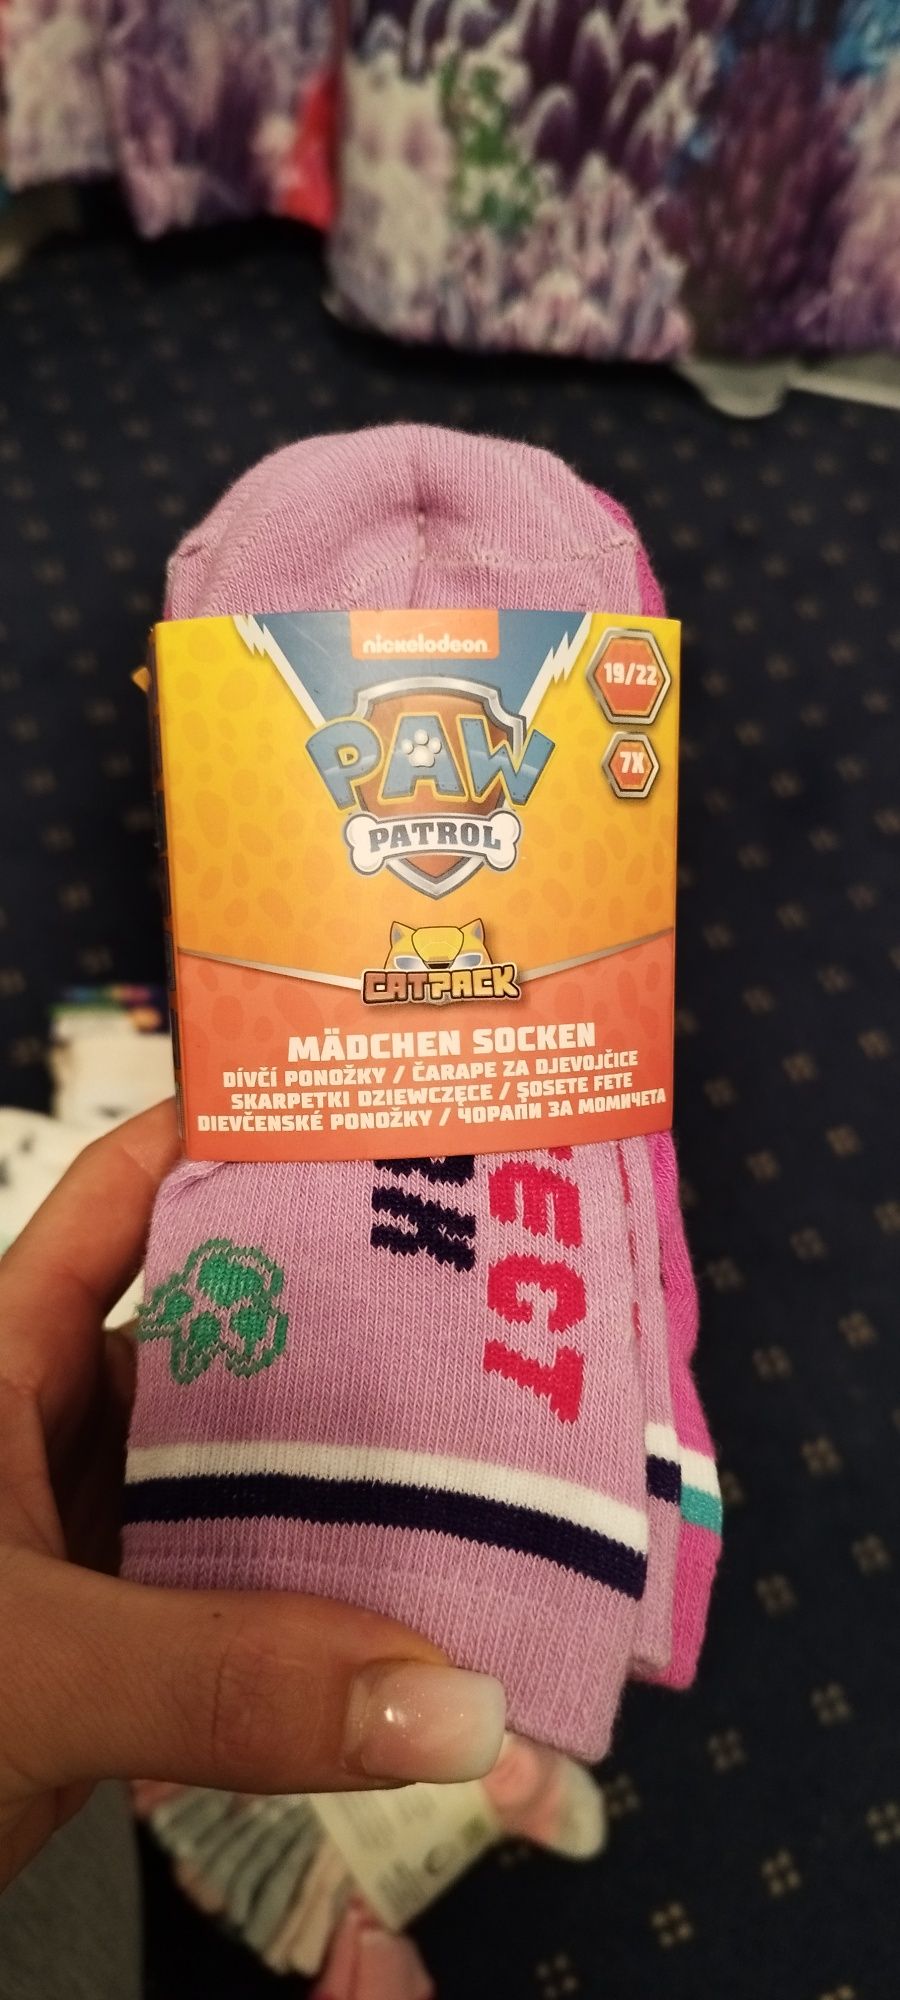 nickelodeon
19/22
PAW
7X
PATROL
CATPACK
MÄDCHEN SOCKEN
DÍVČÍ PONOŽKY / ČARAPE ZA DJEVOJČICE
SKARPETKI DZIEWCZĘCE / ȘOSETE FETE
DIEVČENSKÉ PONOŽKY / ЧОРАПИ ЗА МОМИЧЕТА